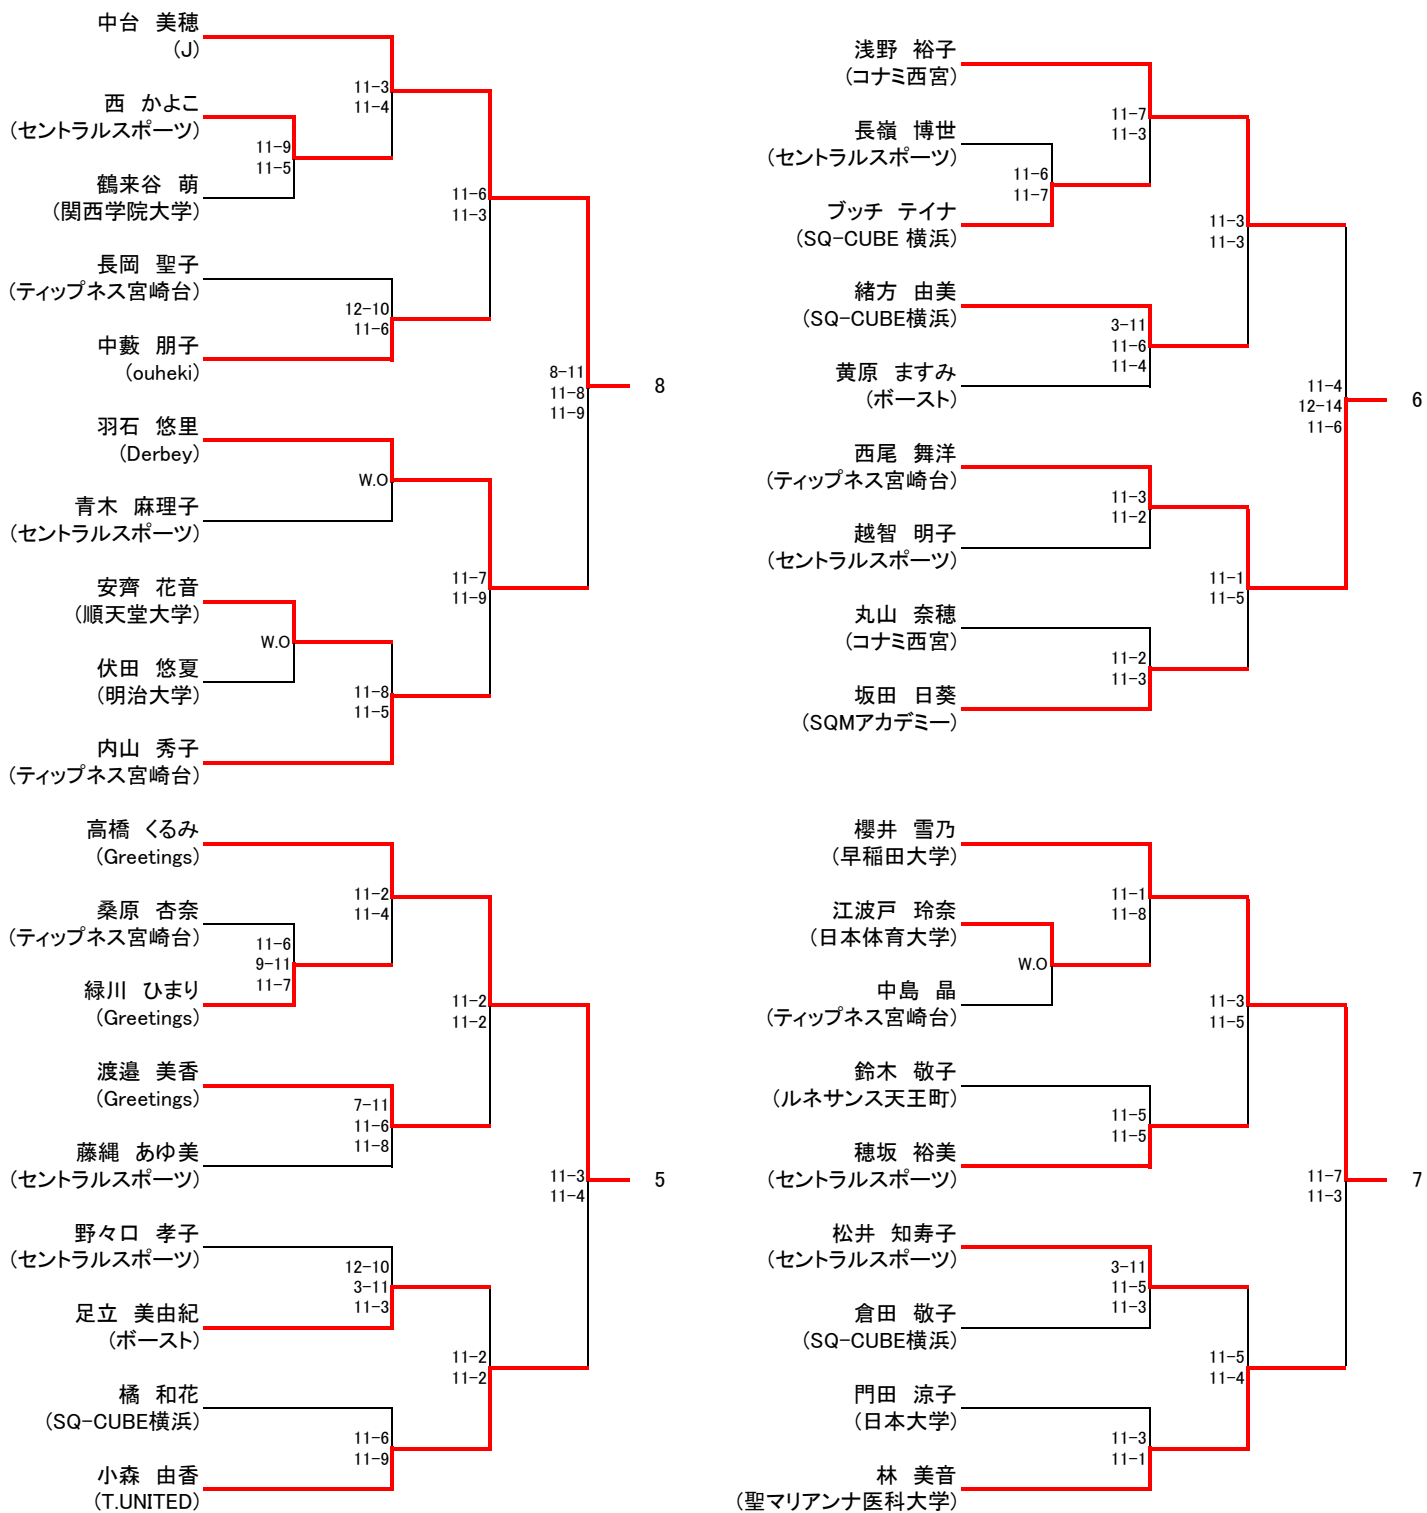 中台 美穂
(J)
11-3
11-4
西 かよこ
(セントラルスポーツ)
11-9
11-5
鶴来谷 萌
(関西学院大学)
11-6
11-3
長岡 聖子
(ティップネス宮崎台)
12-10
11-6
中藪 朋子
(ouheki)
8-11
11-8
11-9
8
羽石 悠里
(Derbey)
W.O
青木 麻理子
(セントラルスポーツ)
11-7
11-9
安齊 花音
(順天堂大学)
W.O
伏田 悠夏
(明治大学)
11-8
11-5
内山 秀子
(ティップネス宮崎台)
浅野 裕子
(コナミ西宮)
11-7
11-3
長嶺 博世
(セントラルスポーツ)
11-6
11-7
ブッチ テイナ
(SQ-CUBE 横浜)
11-3
11-3
緒方 由美
(SQ-CUBE横浜)
3-11
11-6
11-4
黄原 ますみ
(ボースト)
11-4
12-14
11-6
6
西尾 舞洋
(ティップネス宮崎台)
11-3
11-2
越智 明子
(セントラルスポーツ)
11-1
11-5
丸山 奈穂
(コナミ西宮)
11-2
11-3
坂田 日葵
(SQMアカデミー)
高橋 くるみ
(Greetings)
11-2
11-4
桑原 杏奈
(ティップネス宮崎台)
11-6
9-11
11-7
緑川 ひまり
(Greetings)
11-2
11-2
渡邉 美香
(Greetings)
7-11
11-6
11-8
藤縄 あゆ美
(セントラルスポーツ)
11-3
11-4
5
野々口 孝子
(セントラルスポーツ)
12-10
3-11
11-3
足立 美由紀
(ボースト)
11-2
11-2
橘 和花
(SQ-CUBE横浜)
11-6
11-9
小森 由香
(T.UNITED)
櫻井 雪乃
(早稲田大学)
11-1
11-8
江波戸 玲奈
(日本体育大学)
W.O
中島 晶
(ティップネス宮崎台)
11-3
11-5
鈴木 敬子
(ルネサンス天王町)
11-5
11-5
穂坂 裕美
(セントラルスポーツ)
11-7
11-3
7
松井 知寿子
(セントラルスポーツ)
3-11
11-5
11-3
倉田 敬子
(SQ-CUBE横浜)
11-5
11-4
門田 涼子
(日本大学)
11-3
11-1
林 美音
(聖マリアンナ医科大学)